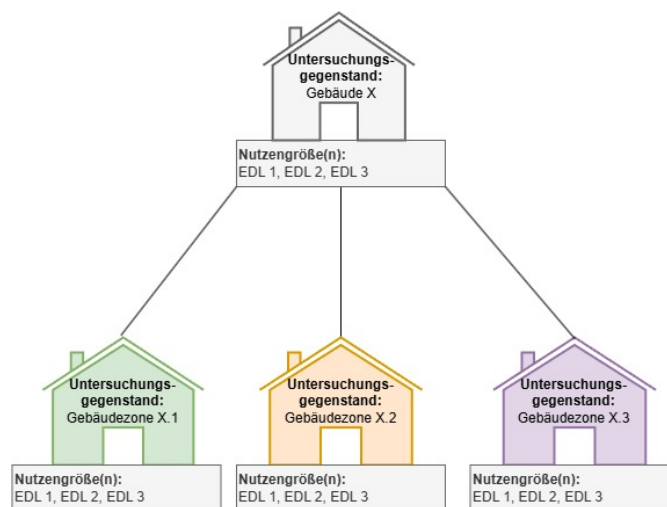 Untersuchungs-
gegenstand:
Gebäude X
Nutzengröße(n):
EDL 1, EDL 2, EDL 3
Untersuchungs-
gegenstand:
Gebäudezone X.1
Nutzengröße(n):
EDL 1, EDL 2, EDL 3
Untersuchungs-
gegenstand:
Gebäudezone X.2
Nutzengröße(n):
EDL 1, EDL 2, EDL 3
Untersuchungs-
gegenstand:
Gebäudezone X.3
Nutzengröße(n):
EDL 1, EDL 2, EDL 3